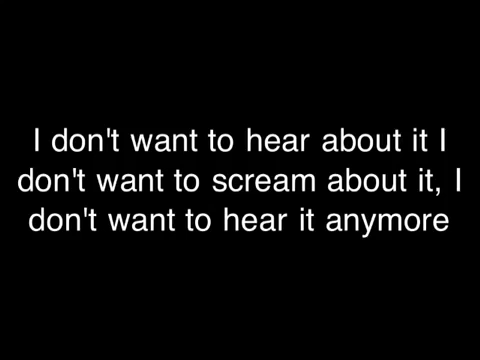 I don't want to hear about it I
don't want to scream about it, I
don't want to hear it anymore